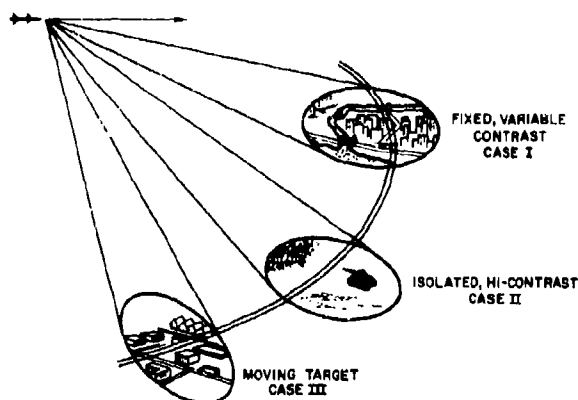 FIXED, VARIABLE
CONTRAST
CASE I
ISOLATED, HI-CONTRAST
CASE II
MOVING TARGET
CASE III